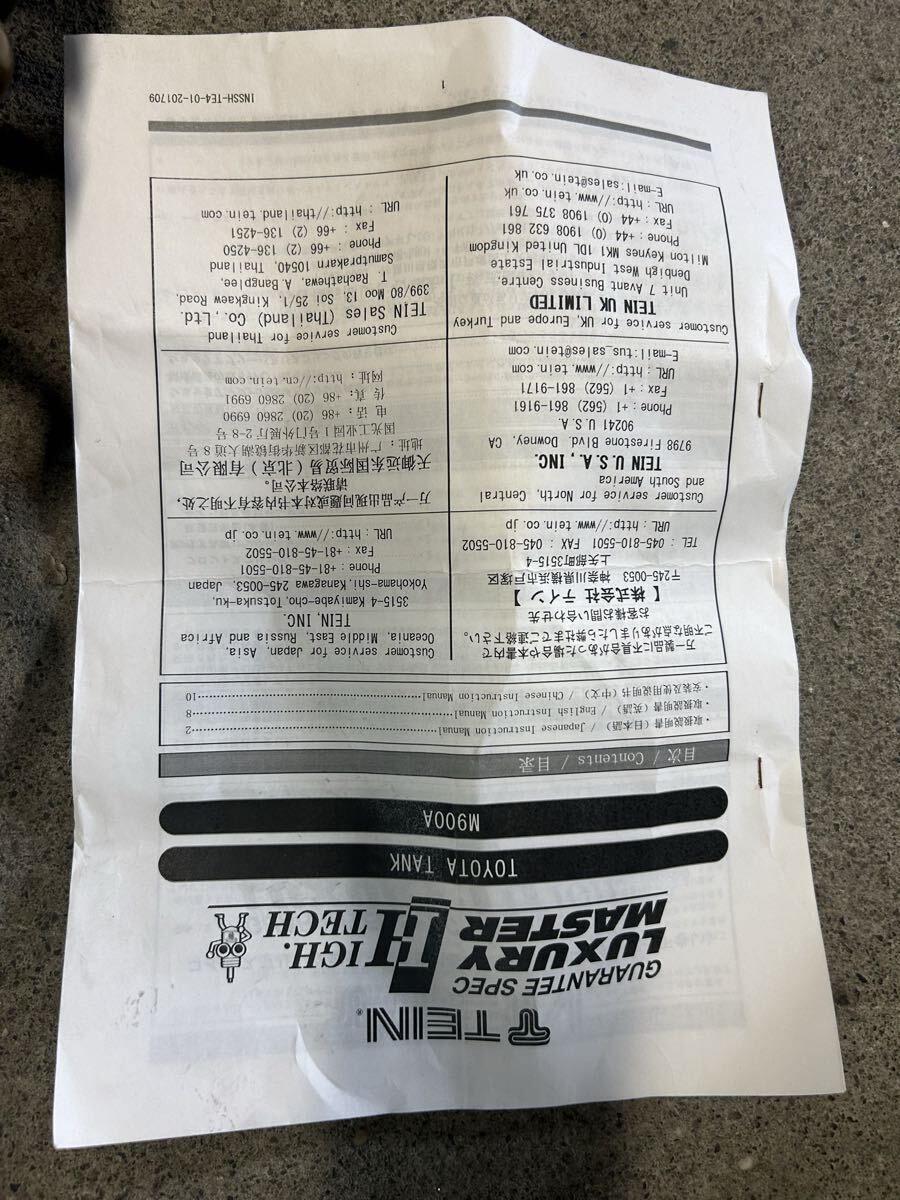 TEIN®
GUARANTEE SPEC
LUXURY MASTER
HIGH. TECH
TOYOTA TANK
M900A
目次 / Contents / 目录
・取扱説明書(日本語) / Japanese Instruction Manual……2
・取扱説明書(英語) / English Instruction Manual……8
・安装及使用说明书(中文) / Chinese Instruction Manual……10
万一製品に不具合があった場合や本書内で
ご不明な点がありましたら弊社までご連絡下さい。
お客様お問い合わせ先
【 株式会社 テイン 】
〒245-0053 神奈川県横浜市戸塚区
上矢部町3515-4
TEL : 045-810-5501 FAX : 045-810-5502
URL : http://www.tein.co.jp
Customer service for Japan, Asia,
Oceania, Middle East, Russia and Africa
TEIN, INC.
3515-4 Kamiyabe-cho, Totsuka-ku,
Yokohama-shi, Kanagawa 245-0053, Japan
Phone: +81-45-810-5501
Fax: +81-45-810-5502
URL : http://www.tein.co.jp
Customer service for North, Central
and South America
TEIN U.S.A., INC.
9798 Firestone Blvd. Downey, CA,
90241 U.S.A.
Phone: +1 (562) 861-9161
Fax: +1 (562) 861-9171
URL : http://www.tein.com
E-mail:tus_sales@tein.com
万一产品出现问题或对本书内容有不明之处,
请联络本公司。
天御远东国际贸易(北京)有限公司
地址: 广州市花都区新华街镜湖大道 8 号
国光工业园 1 号门外展厅 2-8 号
电 话: +86 (20) 2860 6990
传 真: +86 (20) 2860 6991
网址: http://cn.tein.com
Customer service for Europe, UK, and Turkey
TEIN UK LIMITED
Unit 7 Avant Business Centre,
Denbigh West Industrial Estate
Milton Keynes MK1 1DL United Kingdom
Phone: +44 (0) 1908 632 861
Fax: +44 (0) 1908 375 761
URL: http://www.tein.co.uk
E-mail:sales@tein.co.uk
Customer service for Thailand
TEIN Sales (Thailand) Co., Ltd.
399/80/ Moo 13, Soi 25/1, Kingkaew Road,
T. Rachathewa, A. Bangplee,
Samutprakarn 10540, Thailand
Phone : +66 (2) 136-4250
Fax : +66 (2) 136-4251
URL : http://thailand.tein.com
1
INSSH-TE4-01-201709